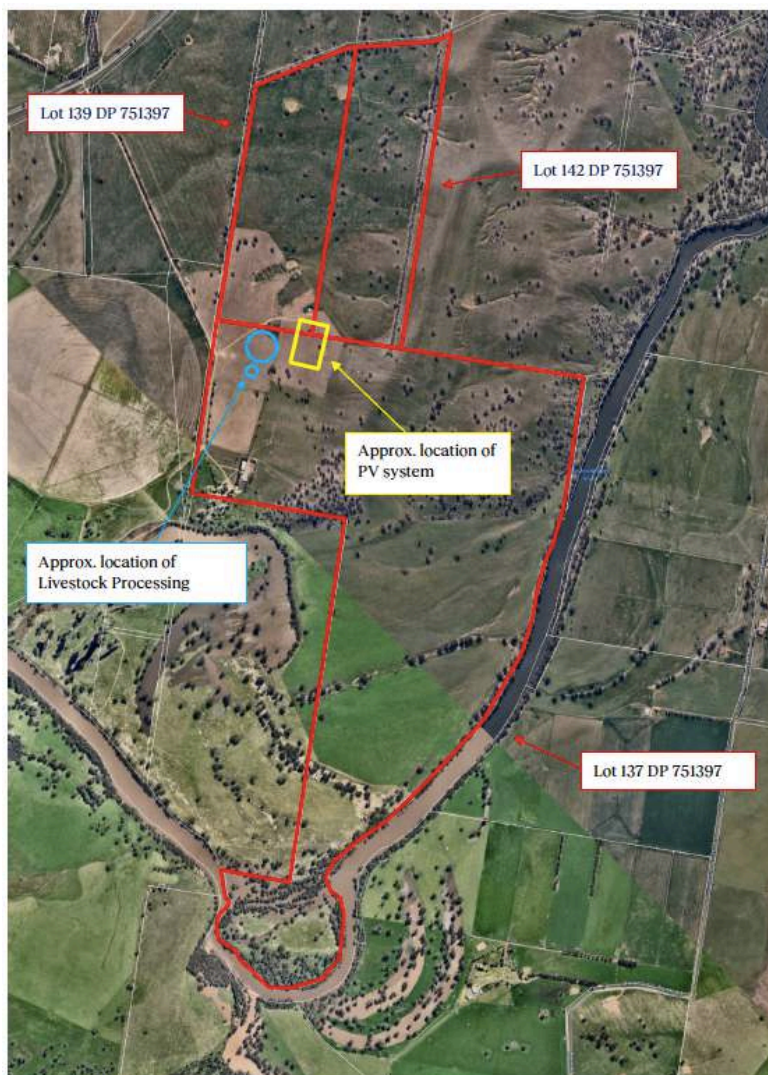 Lot 139 DP 751397
Lot 142 DP 751397
Approx. location of
PV system
Approx. location of
Livestock Processing
Lot 137 DP 751397